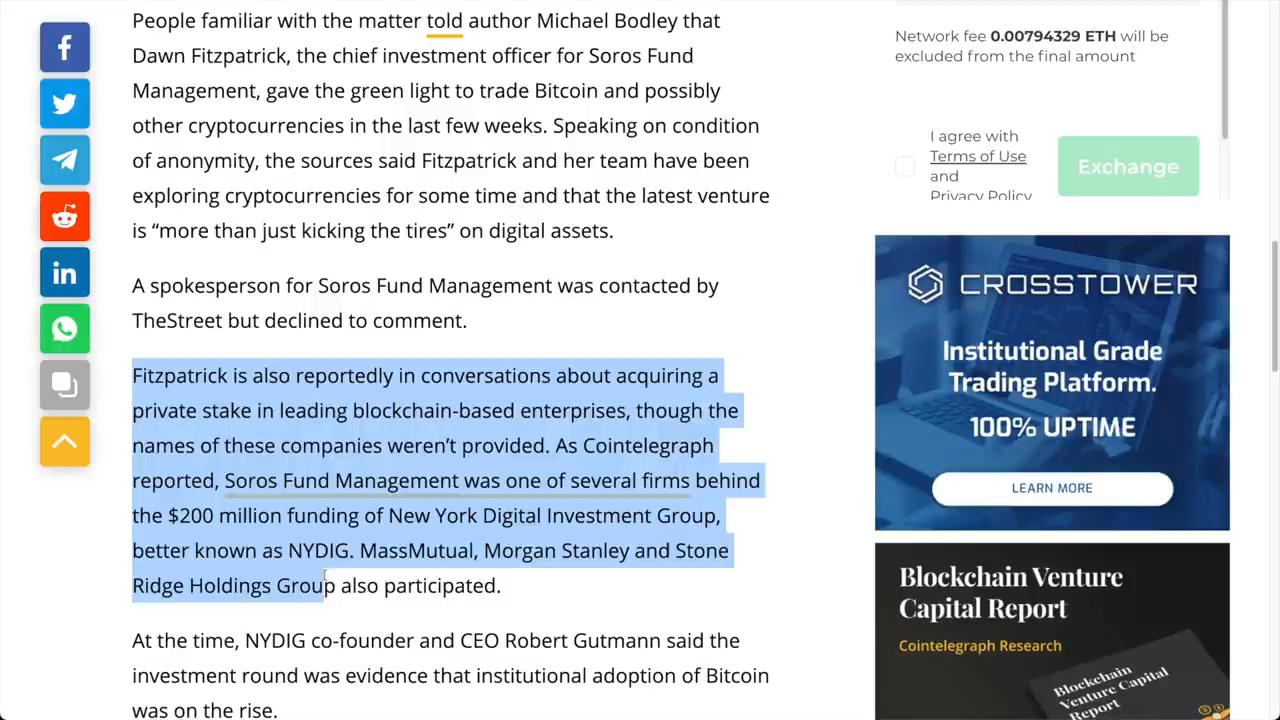 People familiar with the matter told author Michael Bodley that
Dawn Fitzpatrick, the chief investment officer for Soros Fund
Management, gave the green light to trade Bitcoin and possibly
other cryptocurrencies in the last few weeks. Speaking on condition
of anonymity, the sources said Fitzpatrick and her team have been
exploring cryptocurrencies for some time and that the latest venture
is “more than just kicking the tires” on digital assets.
A spokesperson for Soros Fund Management was contacted by
TheStreet but declined to comment.
Fitzpatrick is also reportedly in conversations about acquiring a
private stake in leading blockchain-based enterprises, though the
names of these companies weren’t provided. As Cointelegraph
reported, Soros Fund Management was one of several firms behind
the $200 million funding of New York Digital Investment Group,
better known as NYDIG. MassMutual, Morgan Stanley and Stone
Ridge Holdings Group also participated.
At the time, NYDIG co-founder and CEO Robert Gutmann said the
investment round was evidence that institutional adoption of Bitcoin
was on the rise.
Network fee 0.00794329 ETH will be
excluded from the final amount
I agree with
Terms of Use
and
Privacy Policy
Exchange
CROSSTOWER
Institutional Grade
Trading Platform.
100% UPTIME
LEARN MORE
Blockchain Venture
Capital Report
Cointelegraph Research
Blockchain
Venture Capital
Report